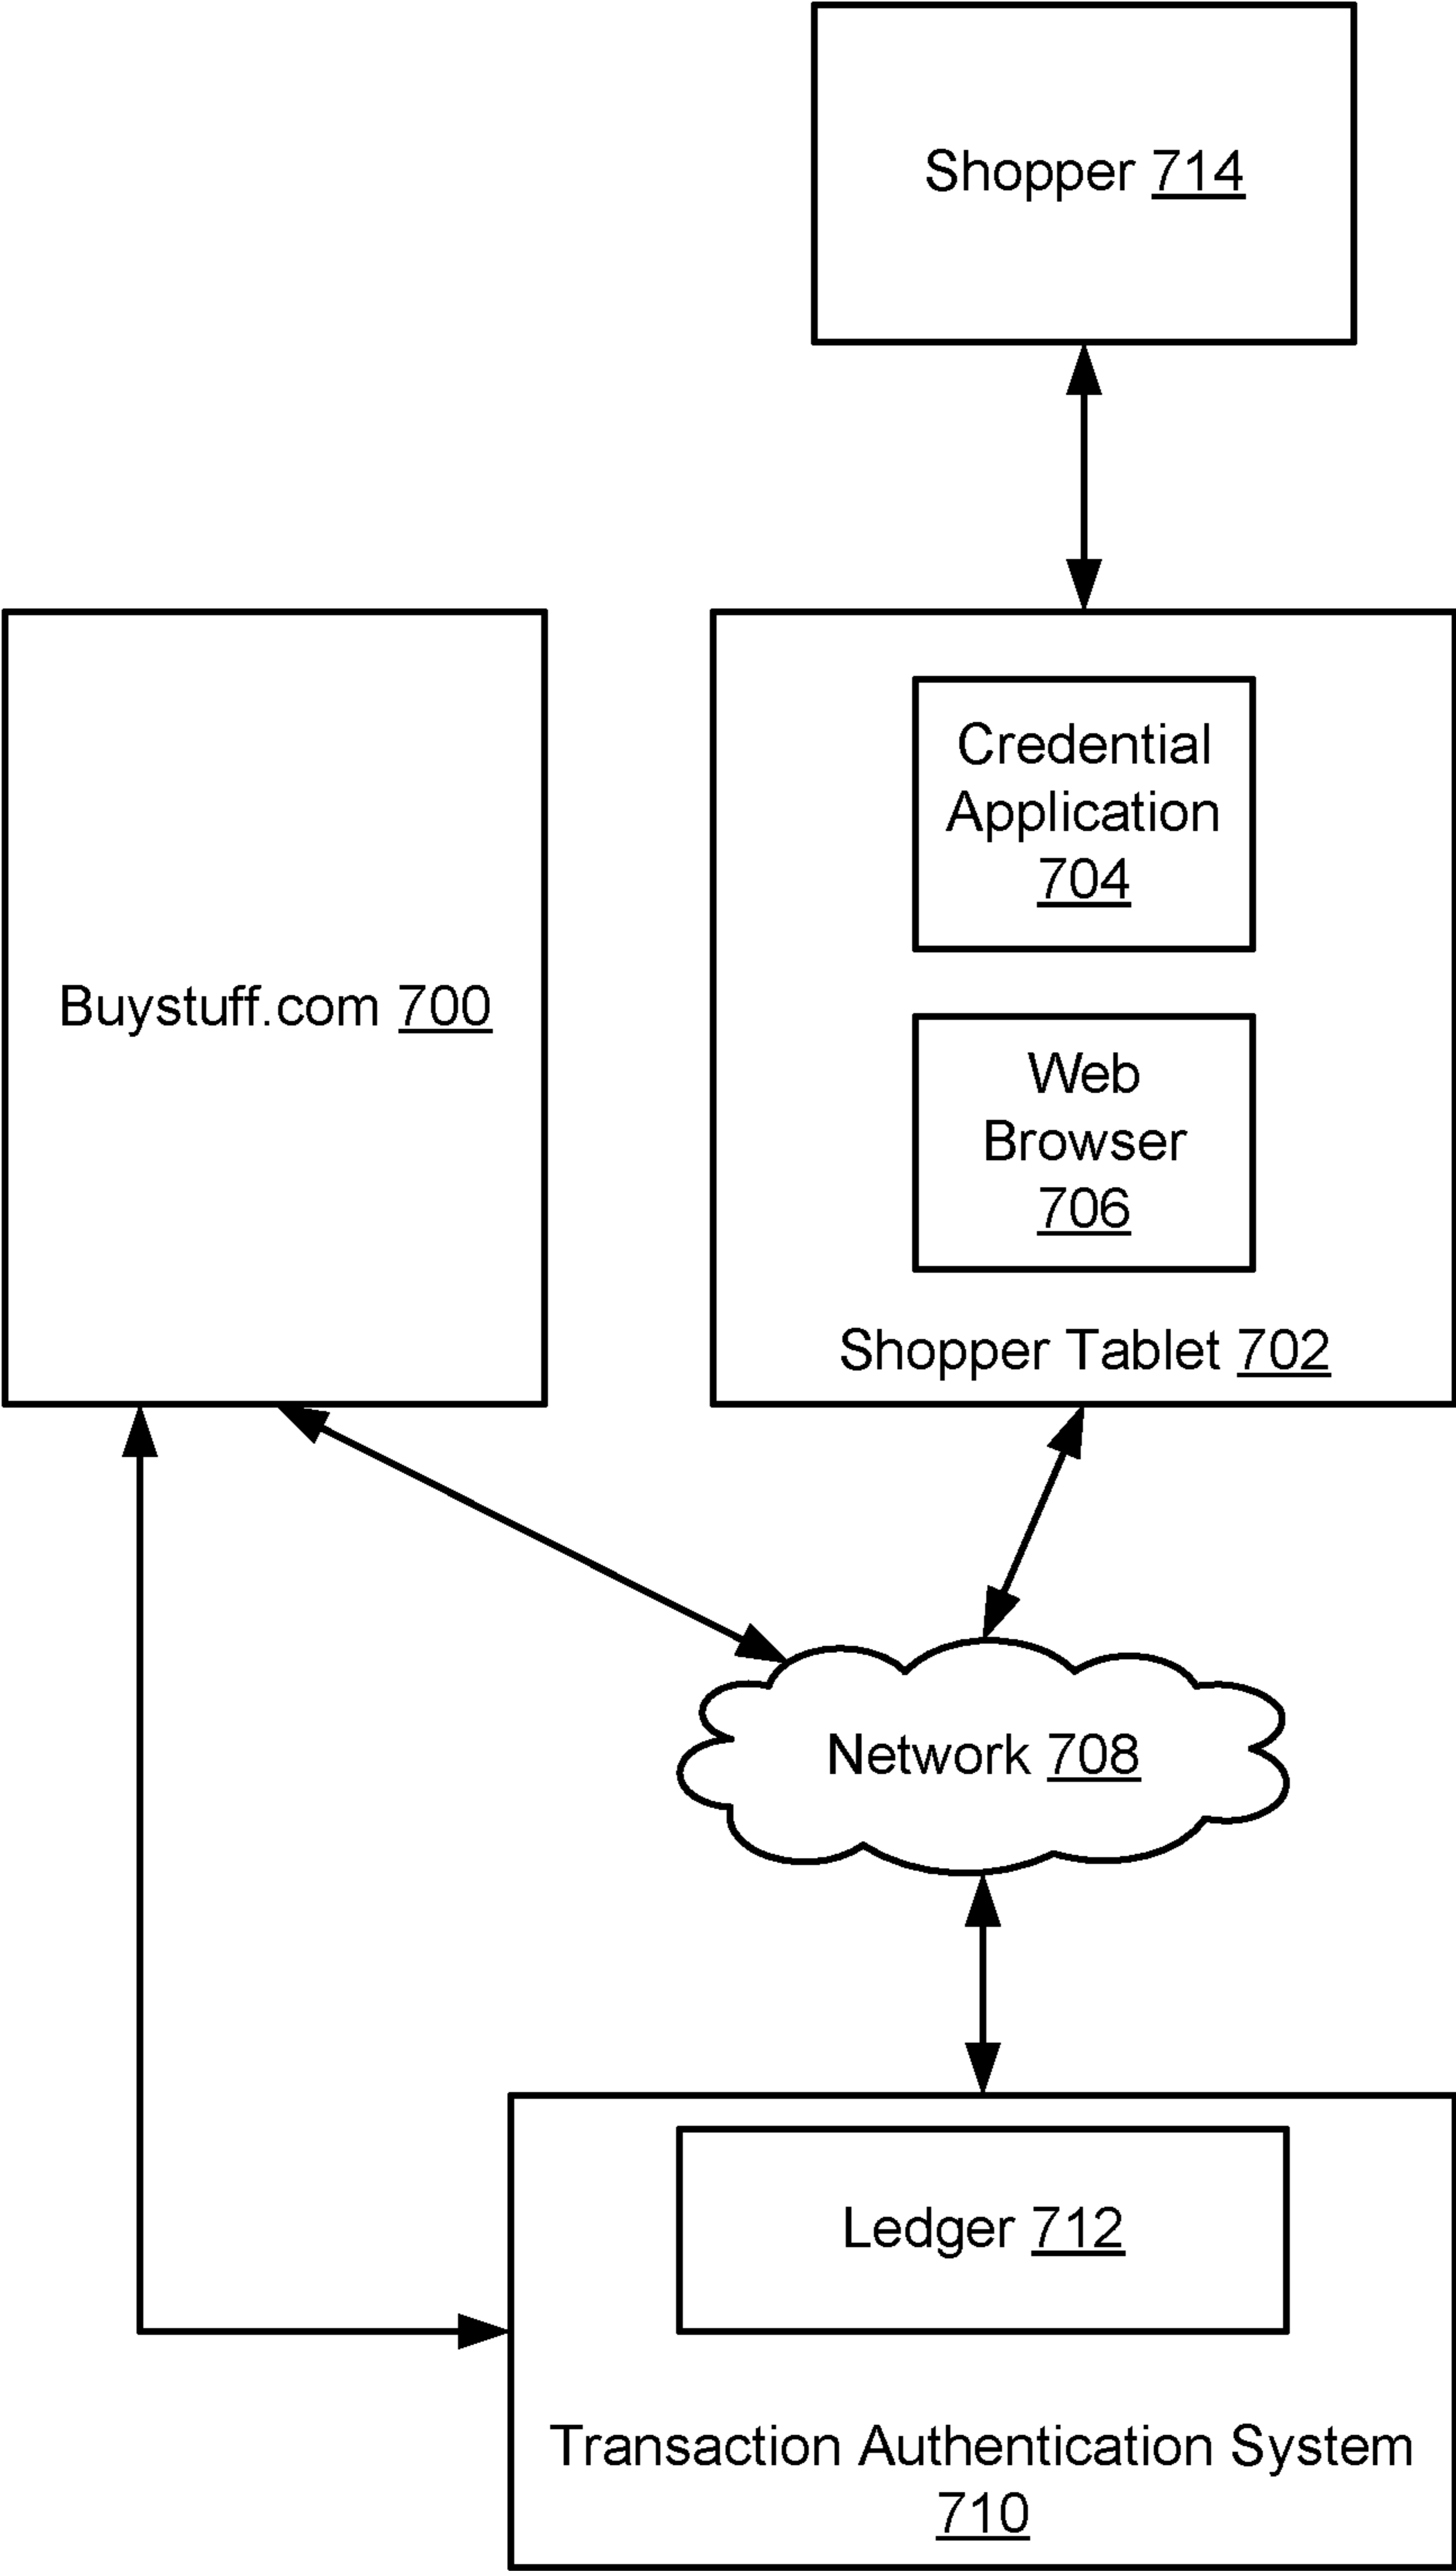 Shopper 714
Credential
Application
704
Buystuff.com 700
Web
Browser
706
Shopper Tablet 702
Network 708
Ledger 712
Transaction Authentication System
710